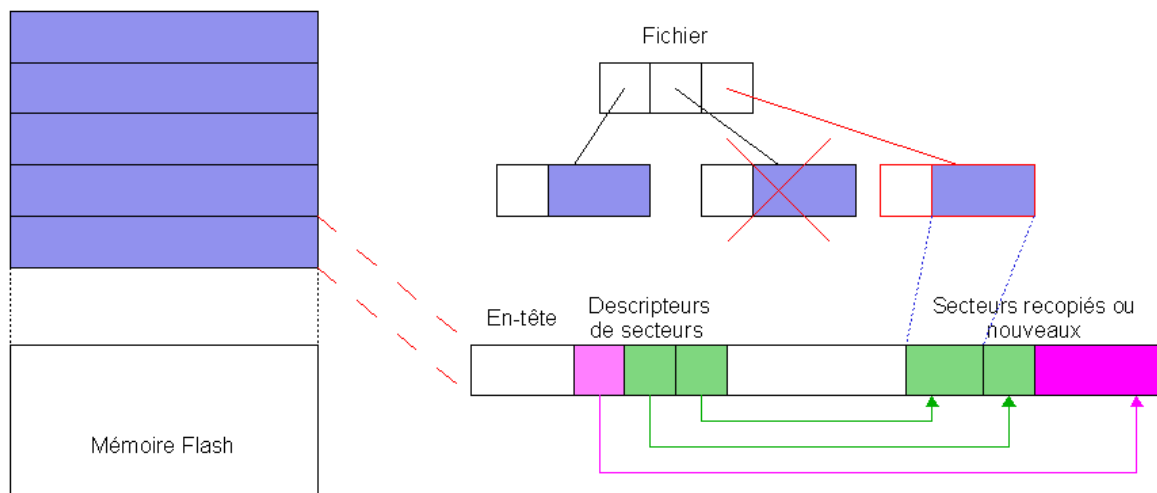 Fichier
En-tête
Descripteurs
de secteurs
Secteurs recopiés ou
nouveaux
Mémoire Flash